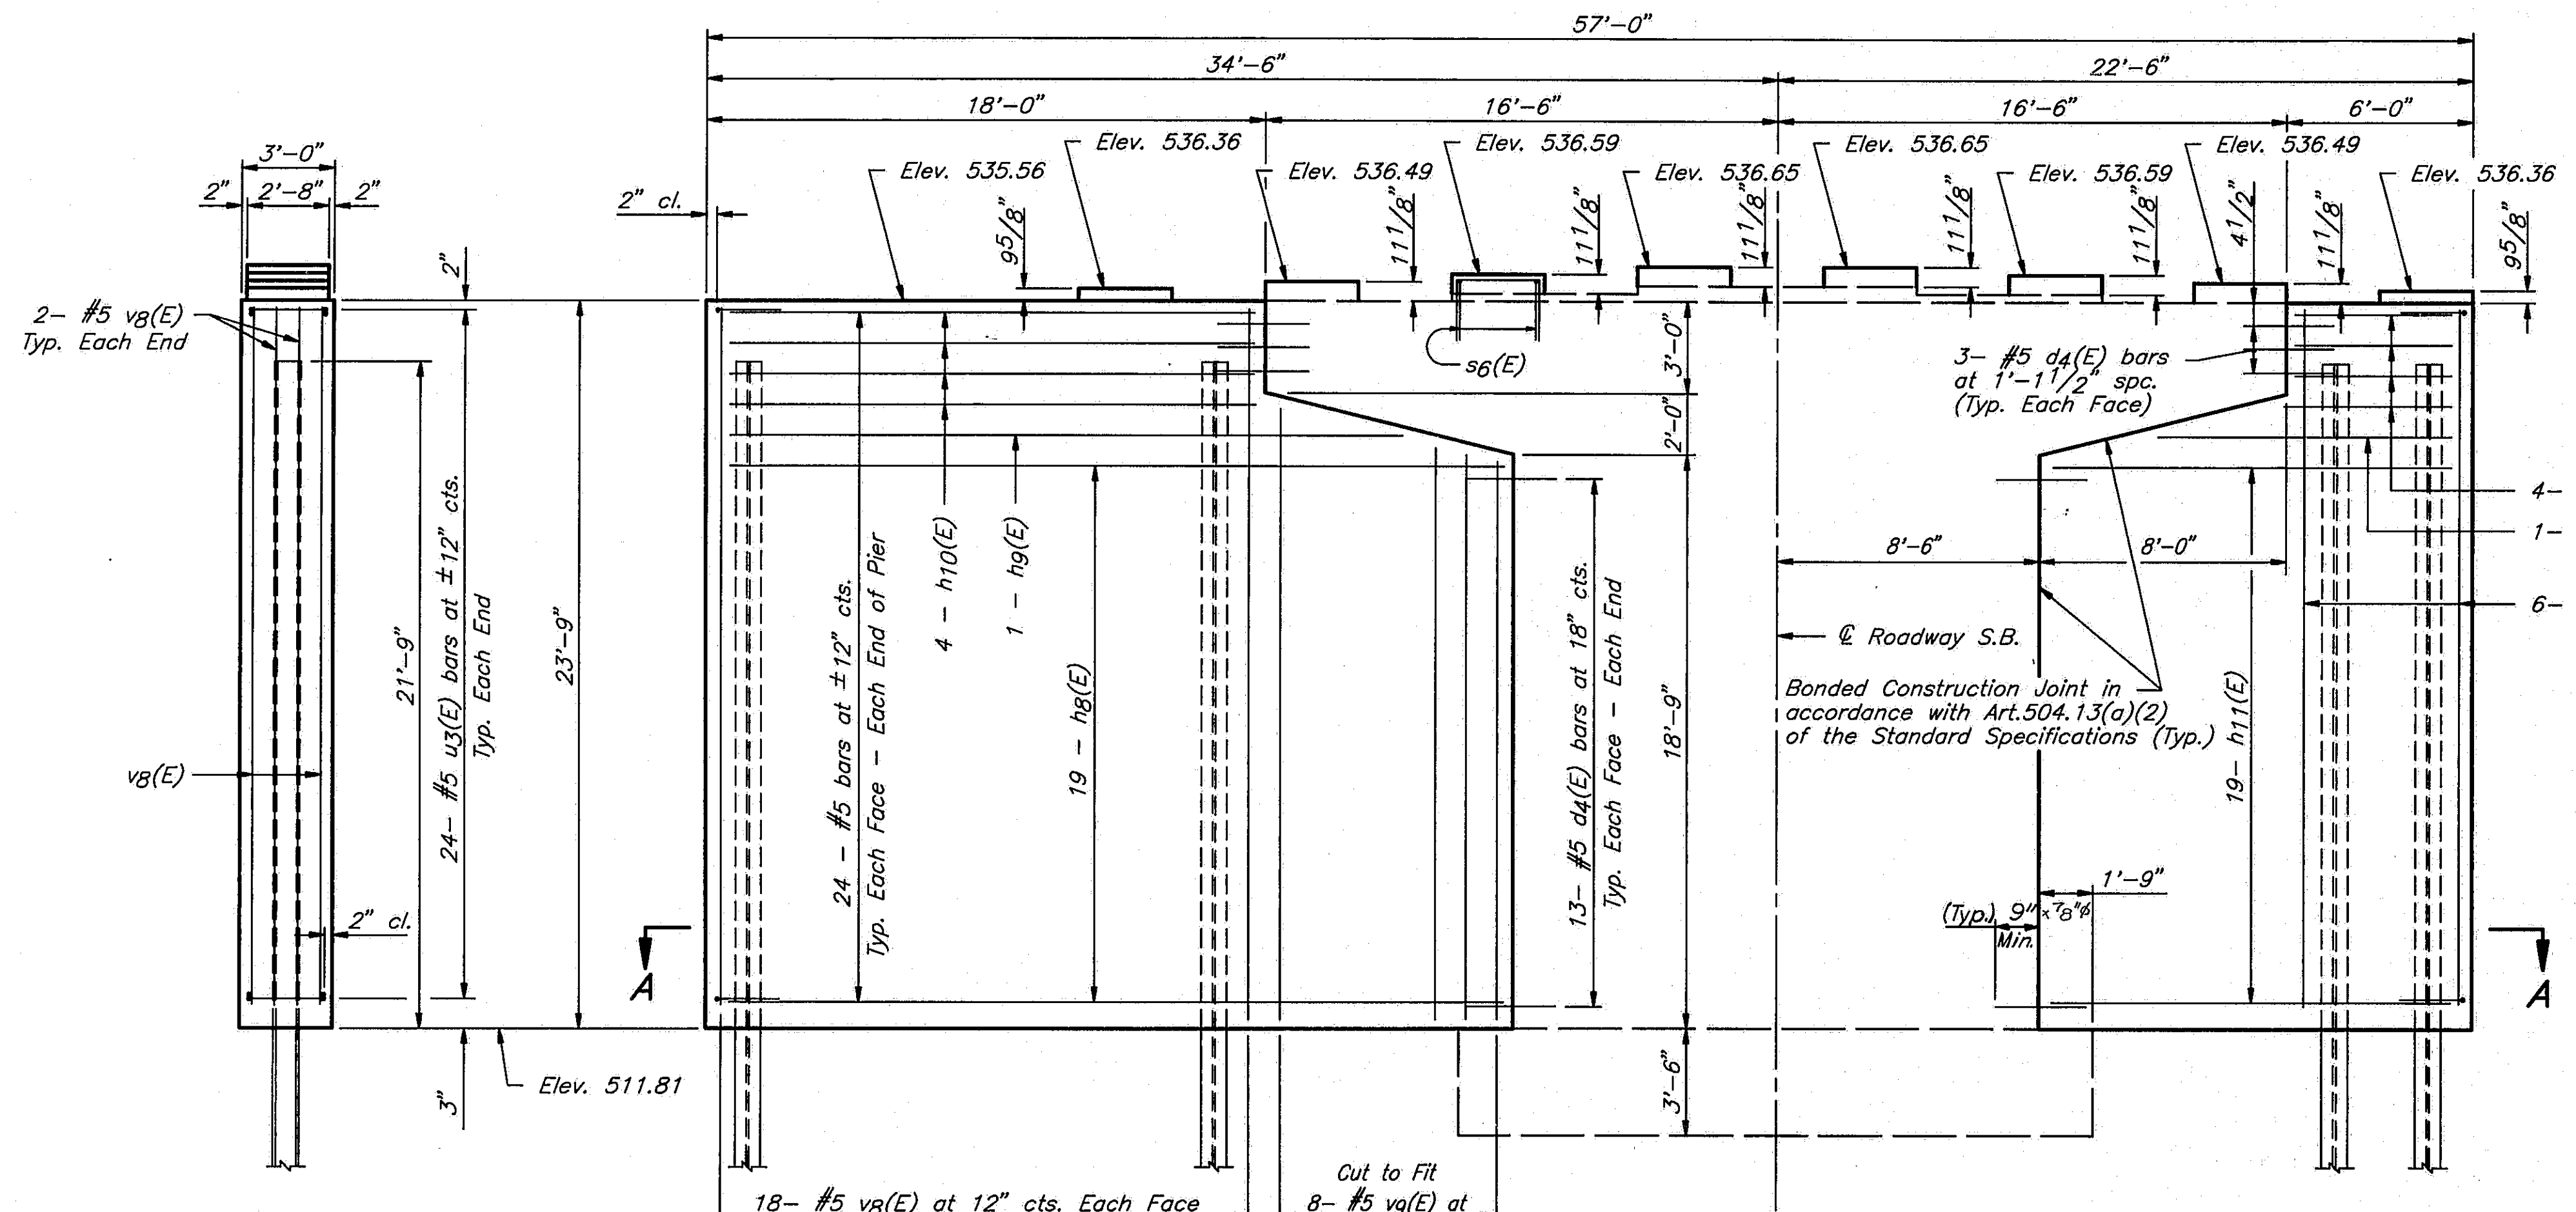 57'-0"
34'-6"
22'-6"
18'-0"
16'-6"
16'-6"
6'-0"
Elev. 536.36
Elev. 536.59
Elev. 536.65
Elev. 536.49
3'-0"
2"
2'-8"
2"
2" cl.
Elev. 535.56
Elev. 536.49
Elev. 536.65
Elev. 536.59
Elev. 536.36
9 5/8"
11 1/8"
11 1/8"
11 1/8"
11 1/8"
11 1/8"
4 1/2"
11 1/8"
9 5/8"
2"
2- #5 v8(E)
Typ. Each End
s6(E)
3'-0"
2'-0"
3- #5 d4(E) bars
at 1'-1 1/2" spc.
(Typ. Each Face)
4-
1-
6-
8'-6"
8'-0"
21'-9"
24- #5 u3(E) bars at ±12" cts.
Typ. Each End
23'-9"
24 - #5 bars at ±12" cts.
Typ. Each Face - Each End of Pier
4 - h10(E)
1 - h9(E)
19 - h8(E)
13- #5 d4(E) bars at 18" cts.
Typ. Each Face - Each End
18'-9"
℄ Roadway S.B.
Bonded Construction Joint in
accordance with Art.504.13(a)(2)
of the Standard Specifications (Typ.)
19- h11(E)
v8(E)
2" cl.
1'-9"
(Typ.) 9" x 7/8"φ
Min.
A
A
3"
Elev. 511.81
3'-6"
Cut to Fit
18- #5 v8(E) at 12" cts. Each Face
8- #5 v9(E) at